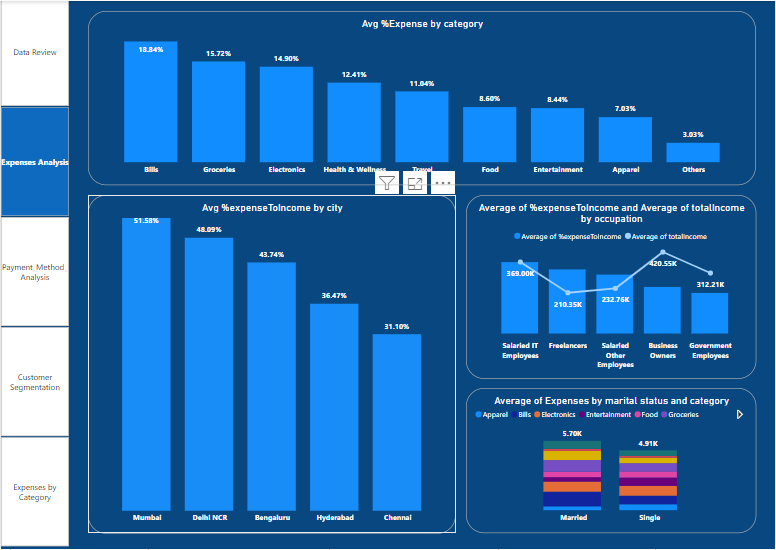 Data Review
Expenses Analysis
Payment_Method
Analysis
Customer
Segmentation
Expenses by
Category
Avg %Expense by category
18.84%
15.72%
14.90%
12.41%
11.04%
8.60%
8.44%
7.03%
3.03%
Bills
Groceries
Electronics
Health & Wellness
Travel
Food
Entertainment
Apparel
Others
Avg %expenseToIncome by city
51.58%
48.09%
43.74%
36.47%
31.10%
Mumbai
Delhi NCR
Bengaluru
Hyderabad
Chennai
Average of %expenseToIncome and Average of totalIncome
by occupation
Average of %expenseToIncome
Average of totalIncome
369.00K
210.35K
232.76K
420.55K
312.21K
Salaried IT
Employees
Freelancers
Salaried
Other
Employees
Business
Owners
Government
Employees
Average of Expenses by marital status and category
Apparel
Bills
Electronics
Entertainment
Food
Groceries
5.70K
4.91K
Married
Single